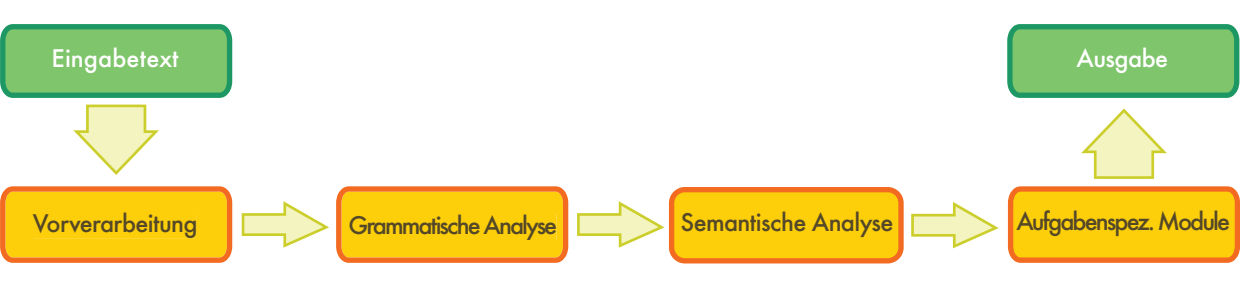 Eingabetext
Ausgabe
Vorverarbeitung
Grammatische Analyse
Semantische Analyse
Aufgabenspez. Module